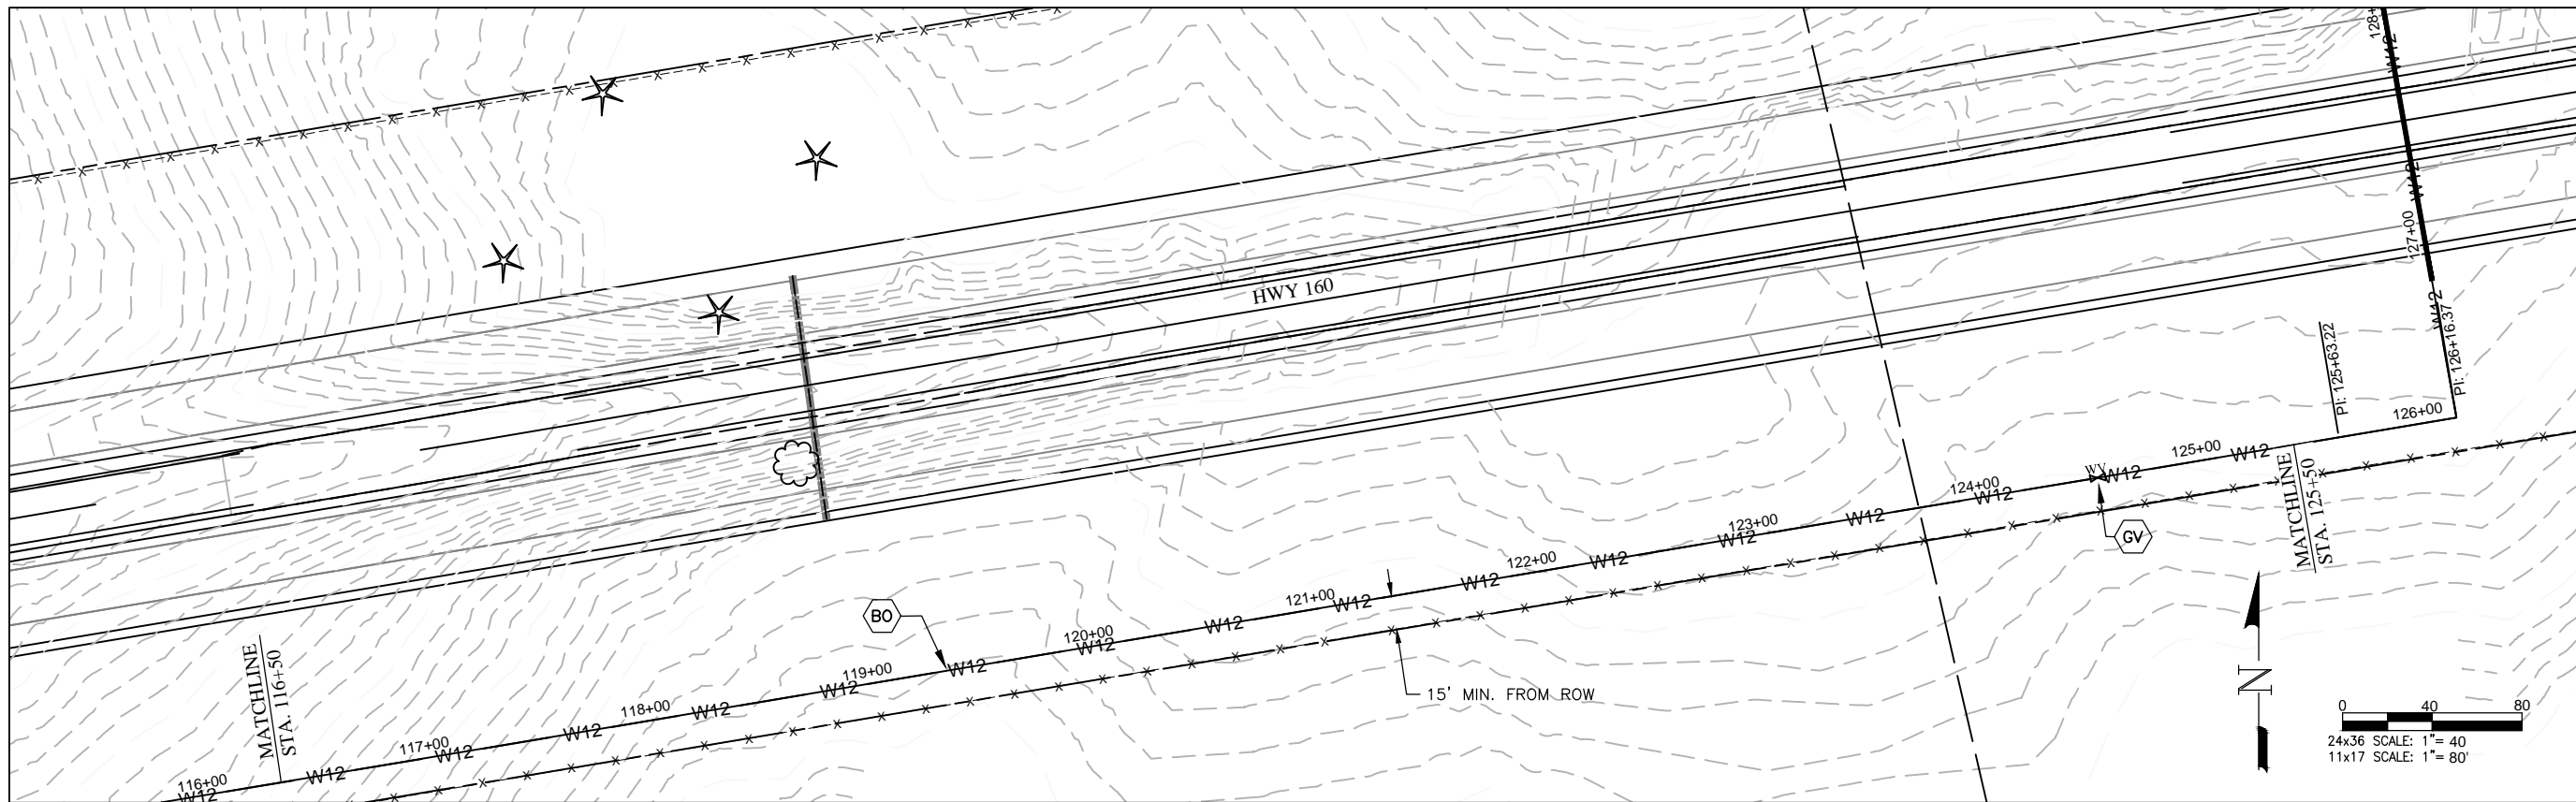 128+
W12
W12
127+00
W12
PI: 126+16.37
PI: 125+63.22
HWY 160
126+00
125+00
W12
WV
W12
124+00
W12
GV
MATCHLINE
STA. 125+50
123+00
W12
W12
122+00
W12
W12
121+00
W12
W12
120+00
W12
BO
W12
119+00
W12
15' MIN. FROM ROW
118+00
W12
W12
117+00
W12
W12
MATCHLINE
STA. 116+50
116+00
W12
N
0 40 80
24x36 SCALE: 1"= 40
11x17 SCALE: 1"= 80'